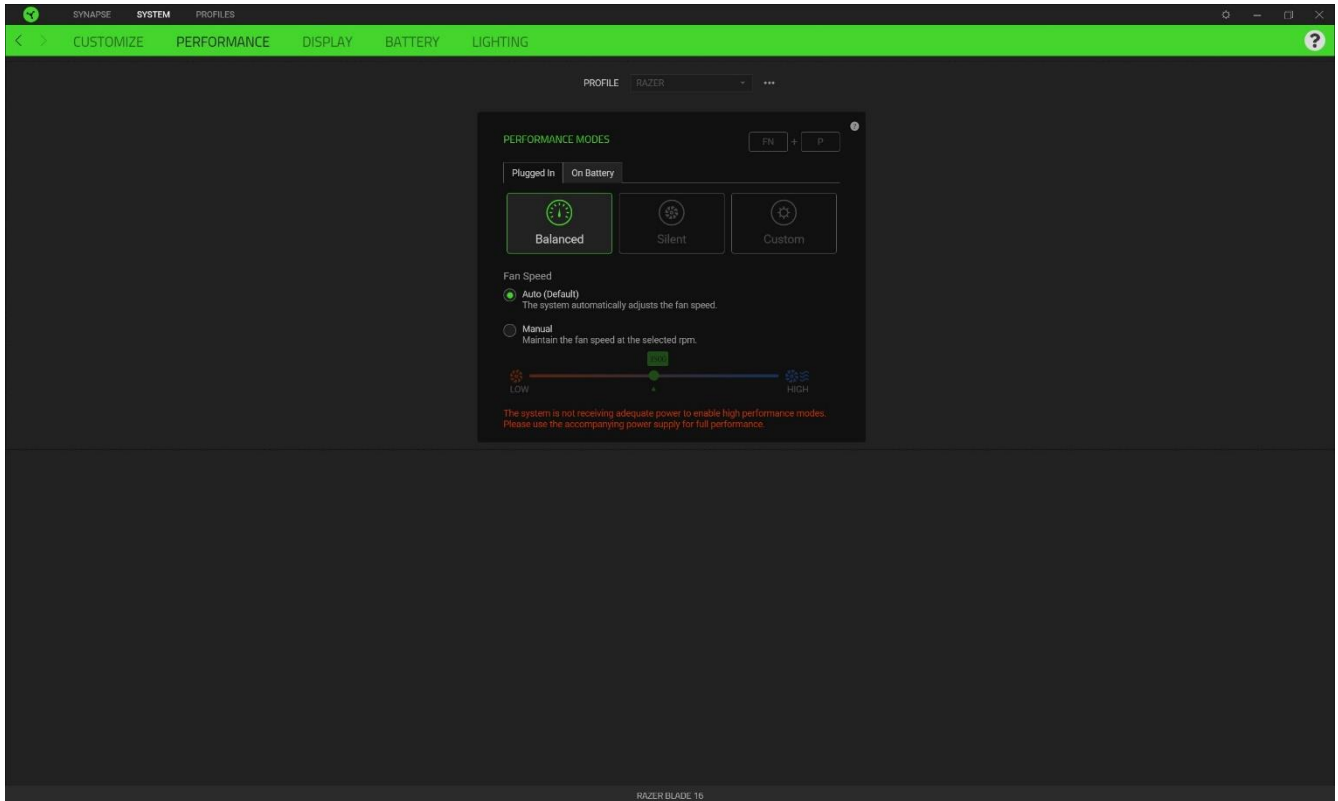 SYNAPSE SYSTEM PROFILES
CUSTOMIZE PERFORMANCE DISPLAY BATTERY LIGHTING ?
PROFILE RAZER
PERFORMANCE MODES FN + P ?
Plugged In On Battery
Balanced Silent Custom
Fan Speed
Auto (Default)
The system automatically adjusts the fan speed.
Manual
Maintain the fan speed at the selected rpm.
LOW HIGH
The system is not receiving adequate power to enable high performance modes.
Please use the accompanying power supply for full performance.
RAZER BLADE 16